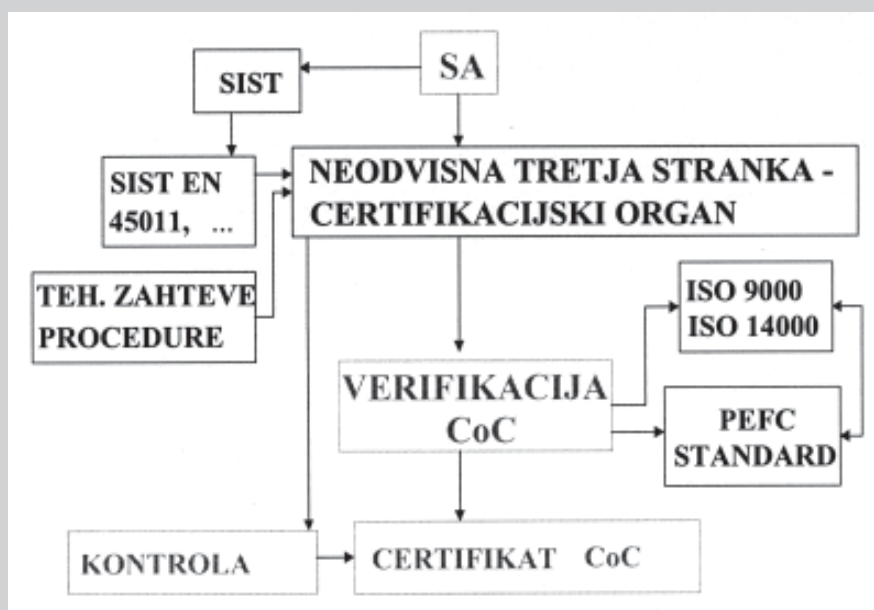 SA
SIST
NEODVISNA TRETJA STRANKA -
CERTIFIKACIJSKI ORGAN
SIST EN
45011, ...
TEH. ZAHTEVE
PROCEDURE
ISO 9000
ISO 14000
VERIFIKACIJA
CoC
PEFC
STANDARD
KONTROLA
CERTIFIKAT CoC